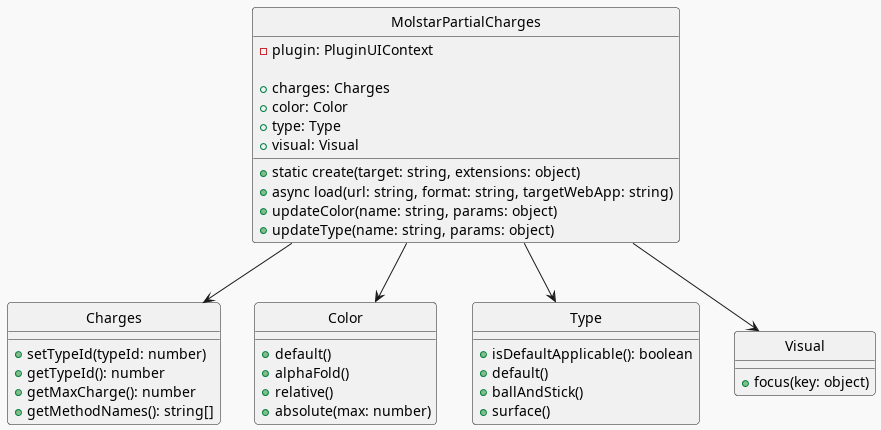 MolstarPartialCharges
plugin: PluginUIContext
charges: Charges
color: Color
type: Type
visual: Visual
static create(target: string, extensions: object)
async load(url: string, format: string, targetWebApp: string)
updateColor(name: string, params: object)
updateType(name: string, params: object)
Charges
setTypeId(typeId: number)
getTypeId(): number
getMaxCharge(): number
getMethodNames(): string[]
Color
default()
alphaFold()
relative()
absolute(max: number)
Type
isDefaultApplicable(): boolean
default()
ballAndStick()
surface()
Visual
focus(key: object)